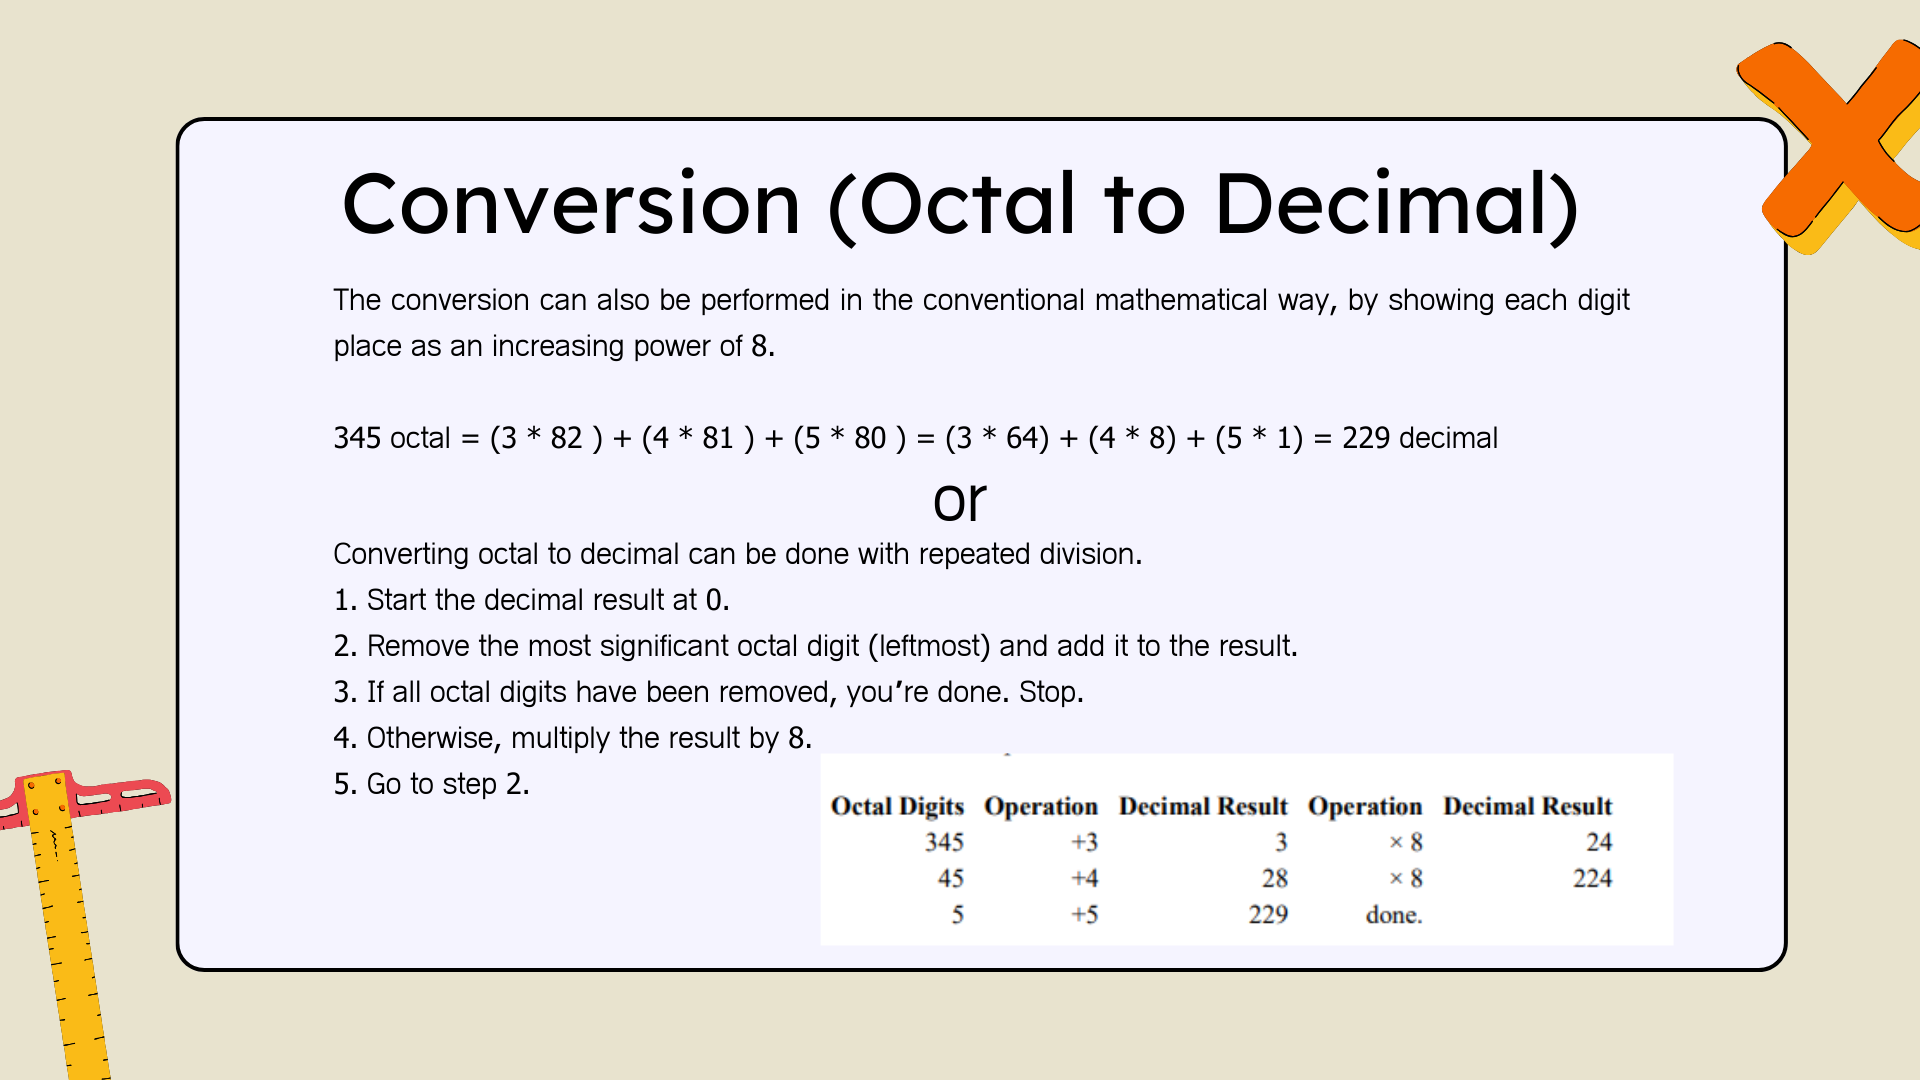 Conversion (Octal to Decimal)
The conversion can also be performed in the conventional mathematical way, by showing each digit
place as an increasing power of 8.
345 octal = (3 * 82 ) + (4 * 81 ) + (5 * 80 ) = (3 * 64) + (4 * 8) + (5 * 1) = 229 decimal
or
Converting octal to decimal can be done with repeated division.
1. Start the decimal result at 0.
2. Remove the most significant octal digit (leftmost) and add it to the result.
3. If all octal digits have been removed, you're done. Stop.
4. Otherwise, multiply the result by 8.
5. Go to step 2.
Octal Digits Operation Decimal Result Operation Decimal Result
345 +3 3 × 8 24
45 +4 28 × 8 224
5 +5 229 done.